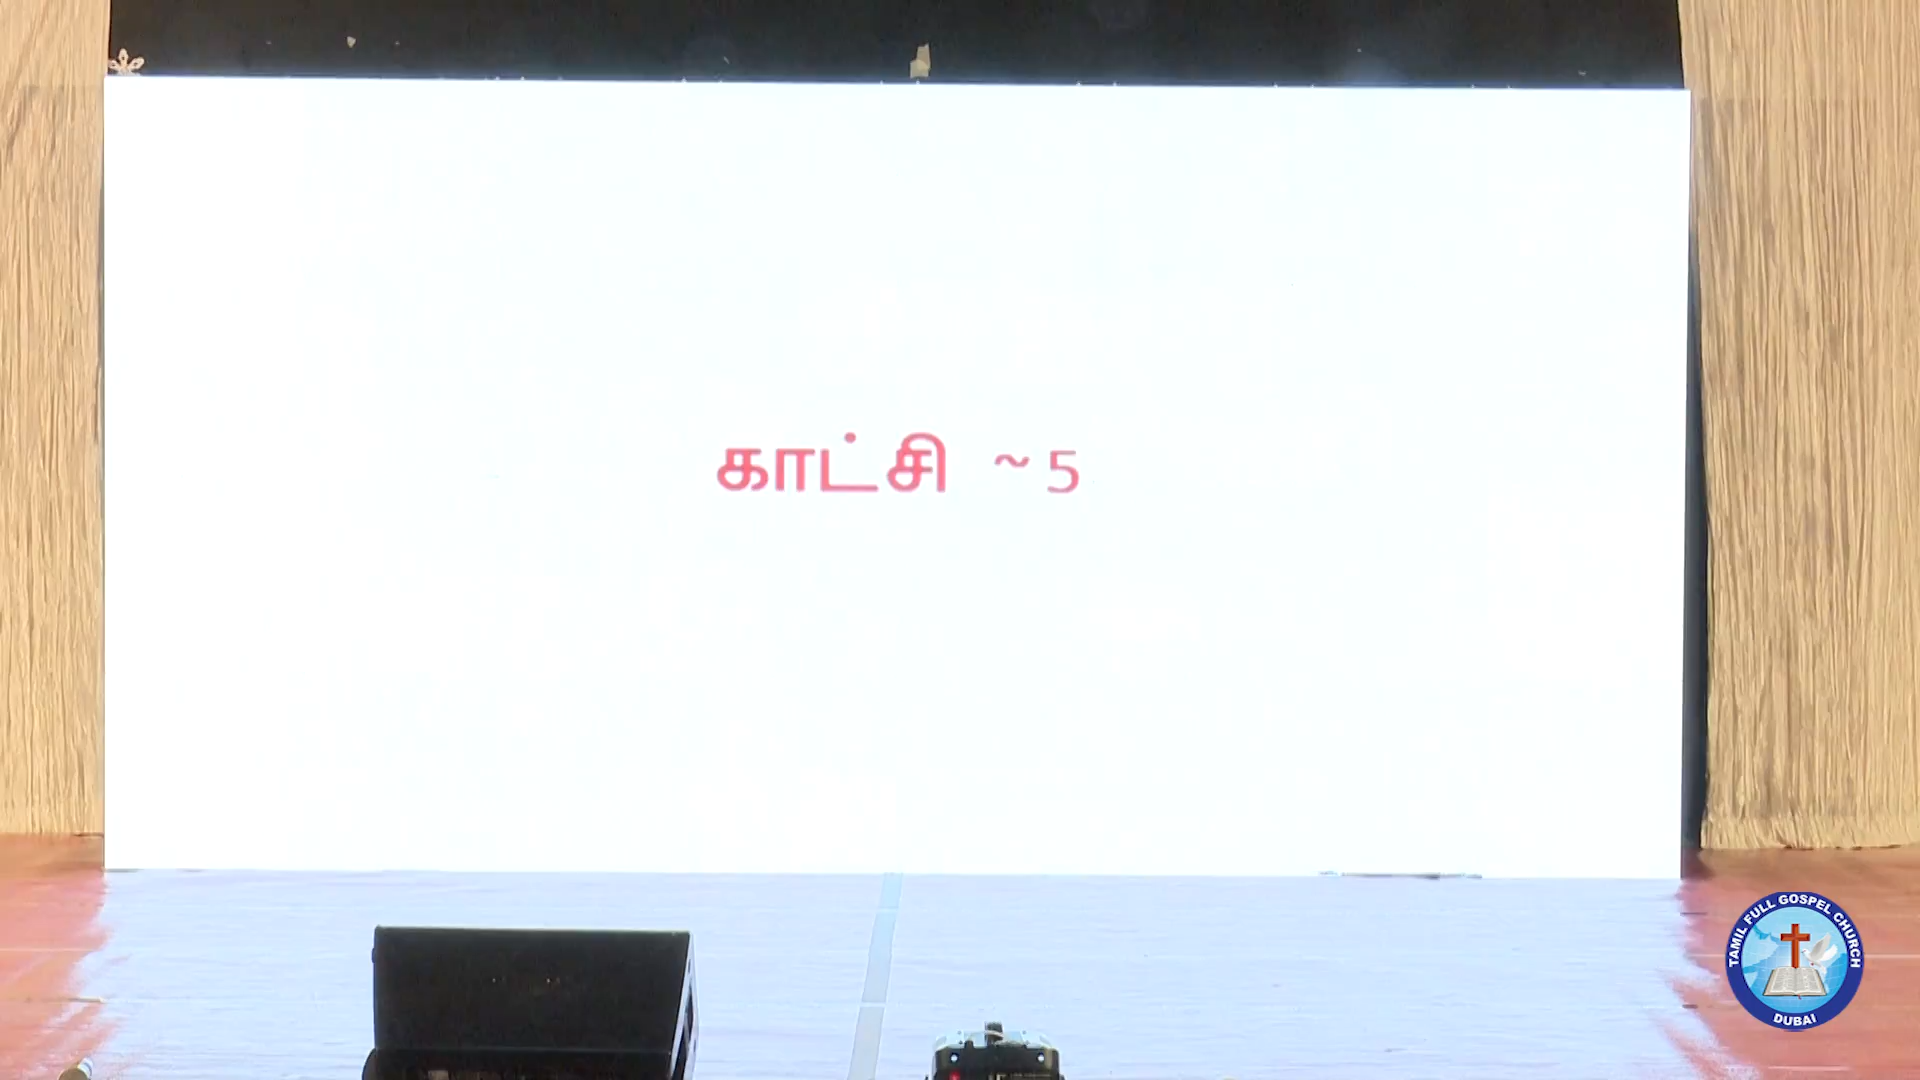 காட்சி ~5
TAMIL FULL GOSPEL CHURCH
DUBAI